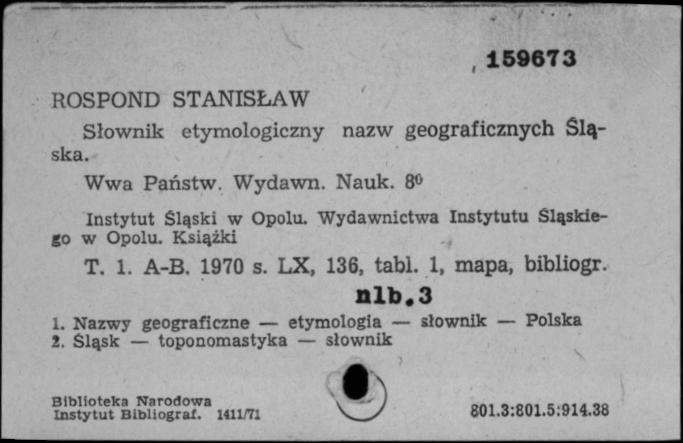 159673
ROSPOND STANISŁAW
Słownik etymologiczny nazw geograficznych Ślą-
ska.
Wwa Państw. Wydawn. Nauk. 8⁰
Instytut Śląski w Opolu. Wydawnictwa Instytutu Śląskie-
go w Opolu. Książki
T. 1. A-B. 1970 s. LX, 136, tabl. 1, mapa, bibliogr.
nlb.3
1. Nazwy geograficzne — etymologia — słownik — Polska
2. Śląsk — toponomastyka — słownik
Biblioteka Narodowa
Instytut Bibliograf. 1411/71
801.3:801.5:914.38